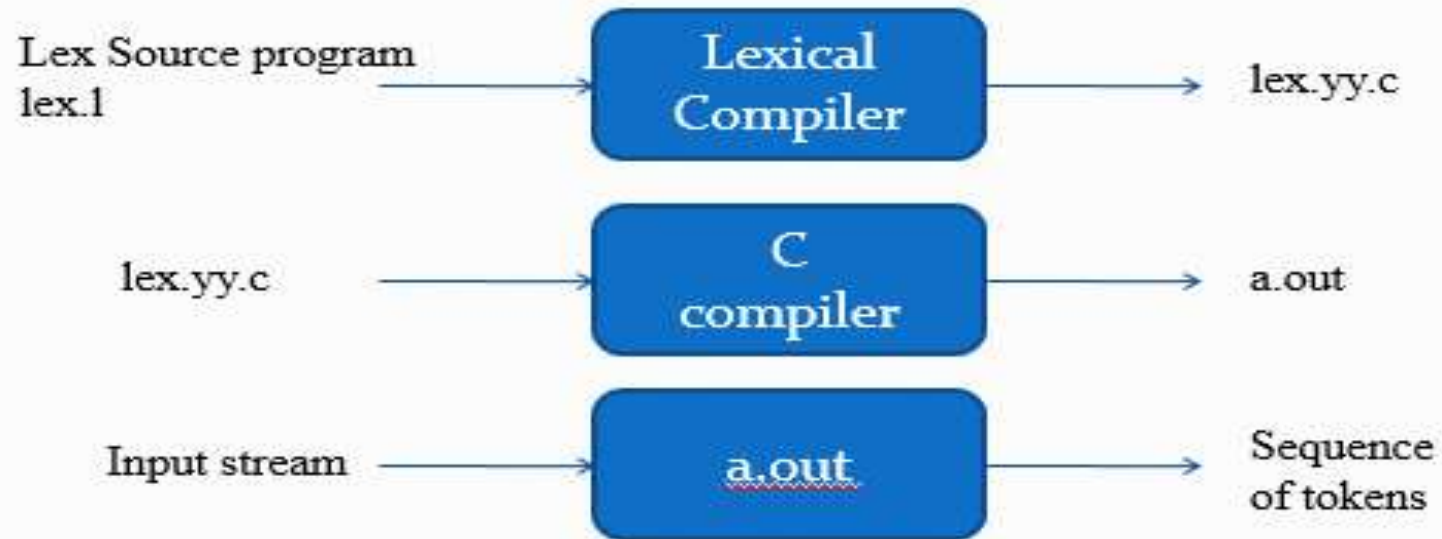 Lex Source program
lex.l
Lexical
Compiler
lex.yy.c
lex.yy.c
C
compiler
a.out
Input stream
a.out
Sequence
of tokens